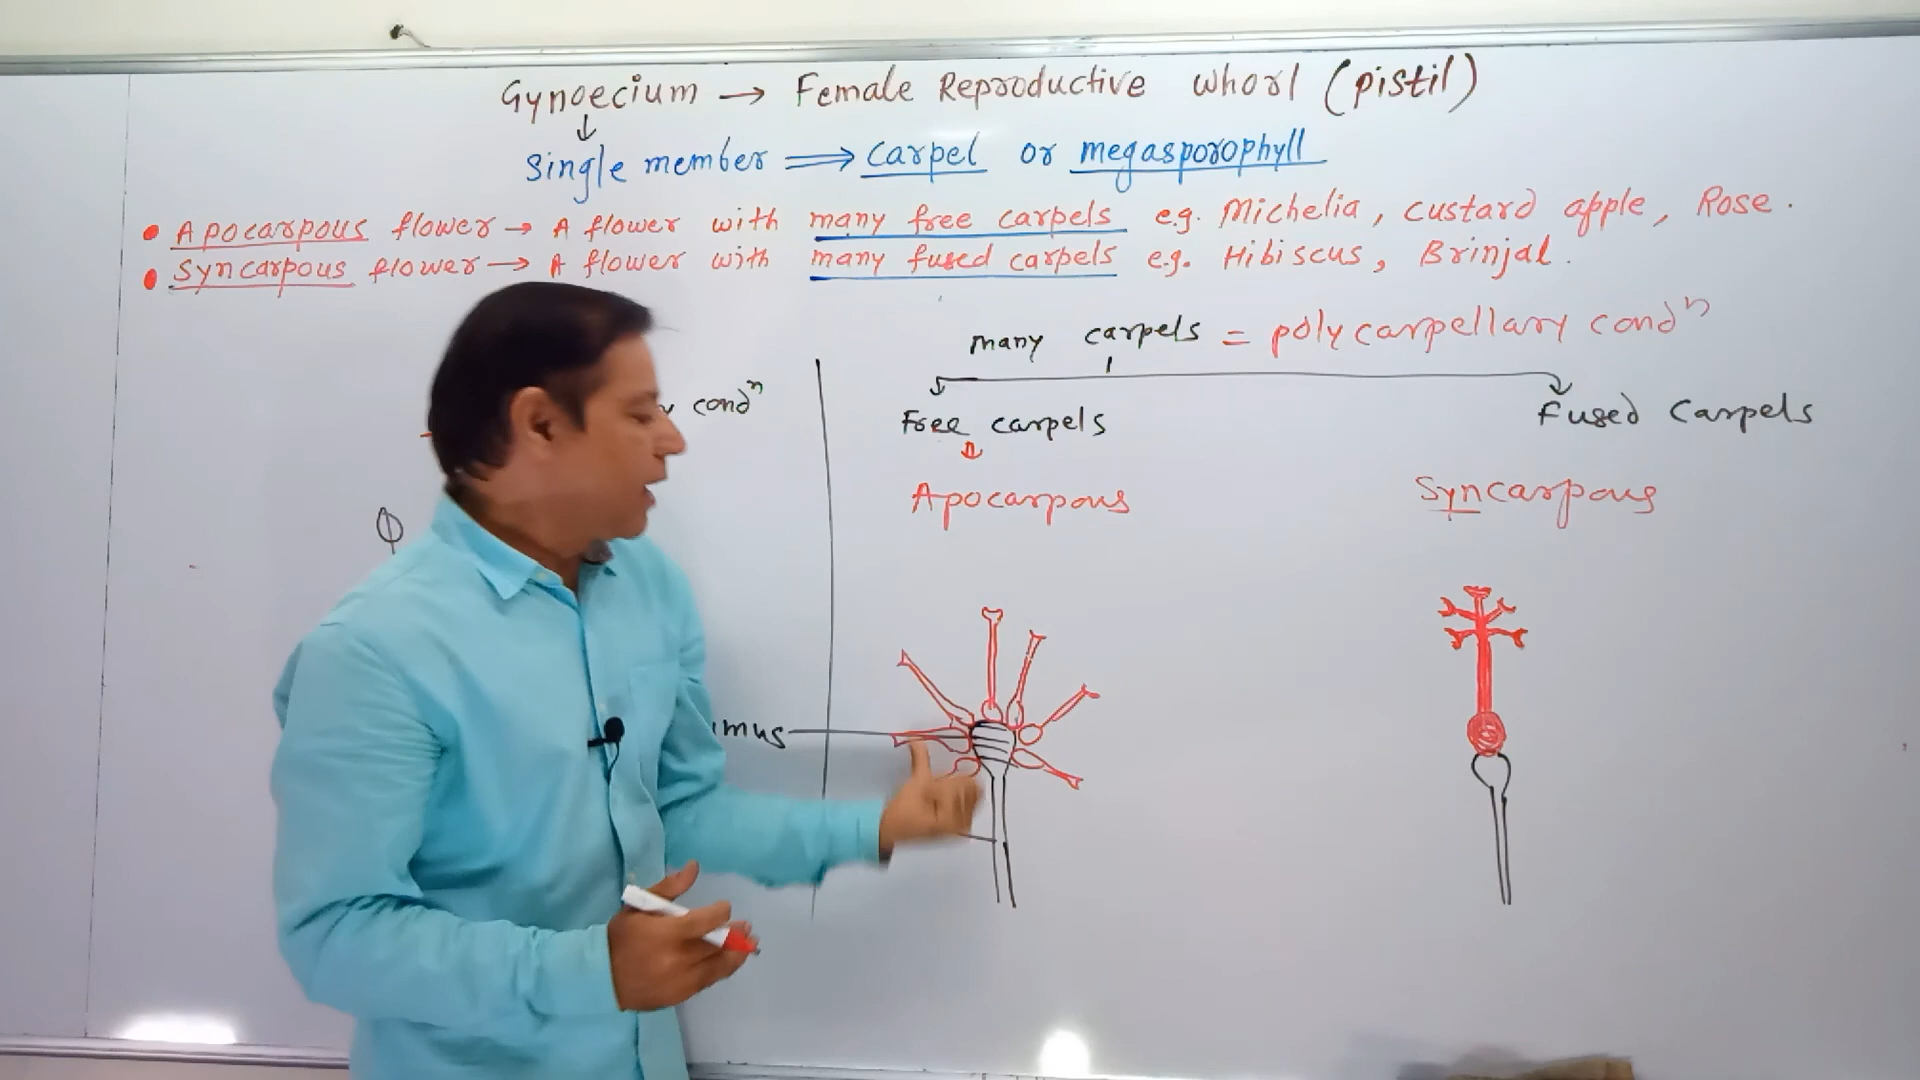 Gynoecium → Female Reproductive whorl (pistil)
↓
Single member ⟹ carpel or megasporophyll
• Apocarpous flower → A flower with many free carpels e.g. Michelia, custard apple, Rose.
• Syncarpous flower → A flower with many fused carpels e.g. Hibiscus, Brinjal.
many carpels = polycarpellary condⁿ
condⁿ
Free carpels
Fused Carpels
Apocarpous
Syncarpous